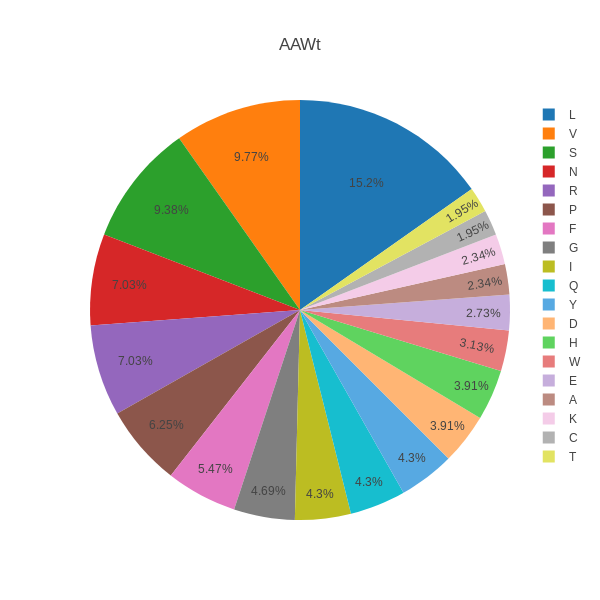 AAWt
15.2%
9.77%
9.38%
7.03%
7.03%
6.25%
5.47%
4.69%
4.3%
4.3%
4.3%
3.91%
3.91%
3.13%
2.73%
2.34%
2.34%
1.95%
1.95%
L
V
S
N
R
P
F
G
I
Q
Y
D
H
W
E
A
K
C
T